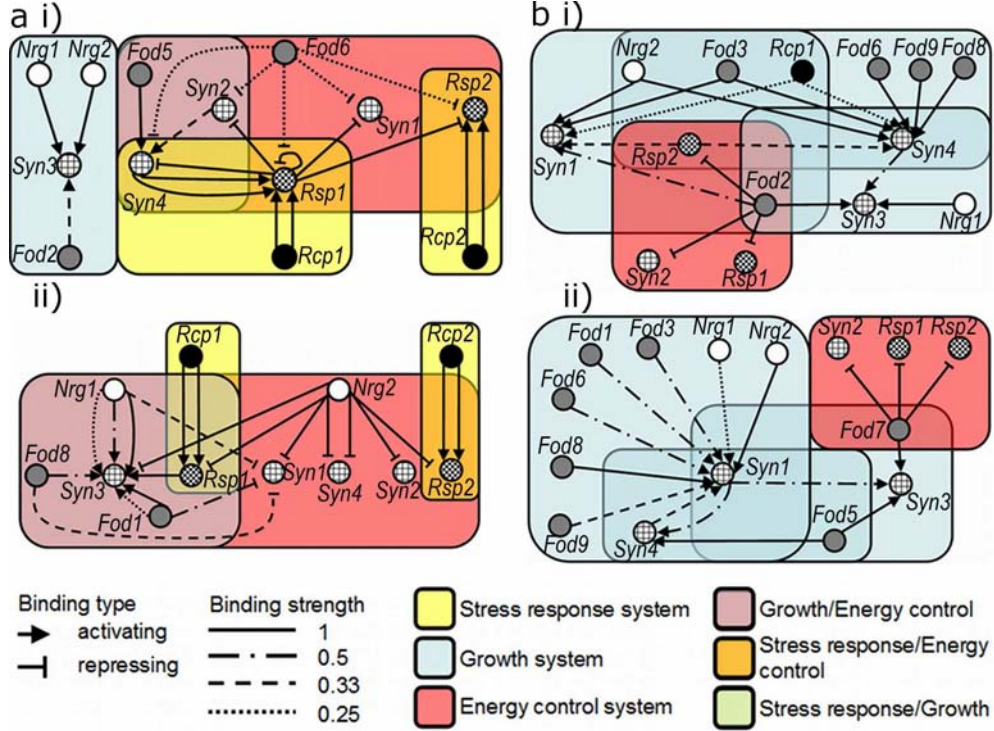 a i)
b i)
Nrg1 Nrg2 Fod5 Fod6
Rsp2
Syn2
Syn1
Syn3
Syn4
Rsp1
Fod2
Rcp1
Rcp2
Nrg2 Fod3 Rcp1 Fod6 Fod9 Fod8
Syn1
Rsp2
Syn4
Fod2
Syn3
Nrg1
Syn2
Rsp1
ii)
Rcp1
Rcp2
Nrg1
Nrg2
Fod8
Syn3
Rsp1
Syn1
Syn4
Syn2
Rsp2
Fod1
ii)
Fod1 Fod3 Nrg1 Nrg2
Syn2 Rsp1 Rsp2
Fod6
Fod7
Fod8
Syn1
Syn3
Fod9
Syn4
Fod5
Binding type
activating
repressing
Binding strength
1
0.5
0.33
0.25
Stress response system
Growth system
Energy control system
Growth/Energy control
Stress response/Energy
control
Stress response/Growth